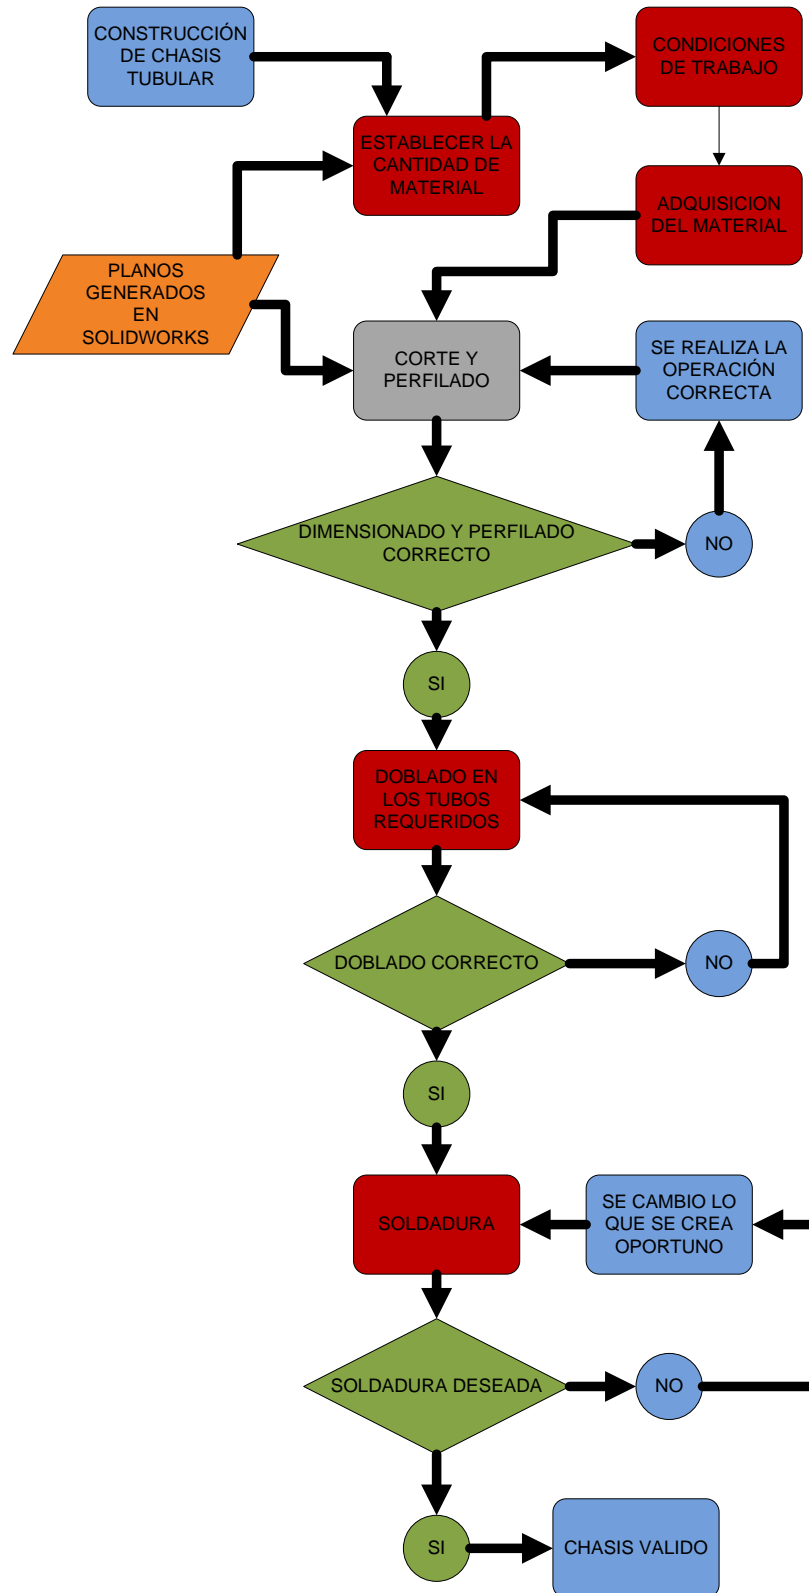 CONSTRUCCIÓN
DE CHASIS
TUBULAR
CONDICIONES
DE TRABAJO
ESTABLECER LA
CANTIDAD DE
MATERIAL
ADQUISICION
DEL MATERIAL
PLANOS
GENERADOS
EN
SOLIDWORKS
CORTE Y
PERFILADO
SE REALIZA LA
OPERACIÓN
CORRECTA
DIMENSIONADO Y PERFILADO
CORRECTO
NO
SI
DOBLADO EN
LOS TUBOS
REQUERIDOS
DOBLADO CORRECTO
NO
SI
SOLDADURA
SE CAMBIO LO
QUE SE CREA
OPORTUNO
SOLDADURA DESEADA
NO
SI
CHASIS VALIDO